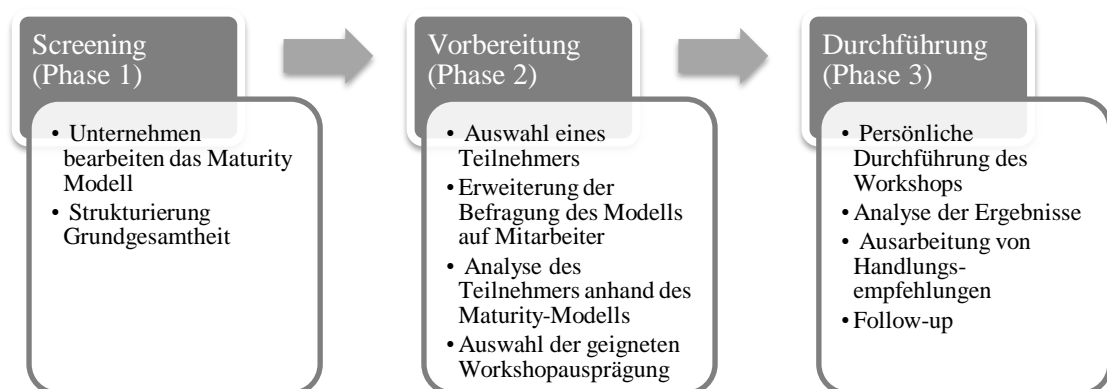 Screening
(Phase 1)
• Unternehmen
bearbeiten das Maturity
Modell
• Strukturierung
Grundgesamtheit
Vorbereitung
(Phase 2)
• Auswahl eines
Teilnehmers
• Erweiterung der
Befragung des Modells
auf Mitarbeiter
• Analyse des
Teilnehmers anhand des
Maturity-Modells
• Auswahl der geigneten
Workshopausprägung
Durchführung
(Phase 3)
• Persönliche
Durchführung des
Workshops
• Analyse der Ergebnisse
• Ausarbeitung von
Handlungs-
empfehlungen
• Follow-up